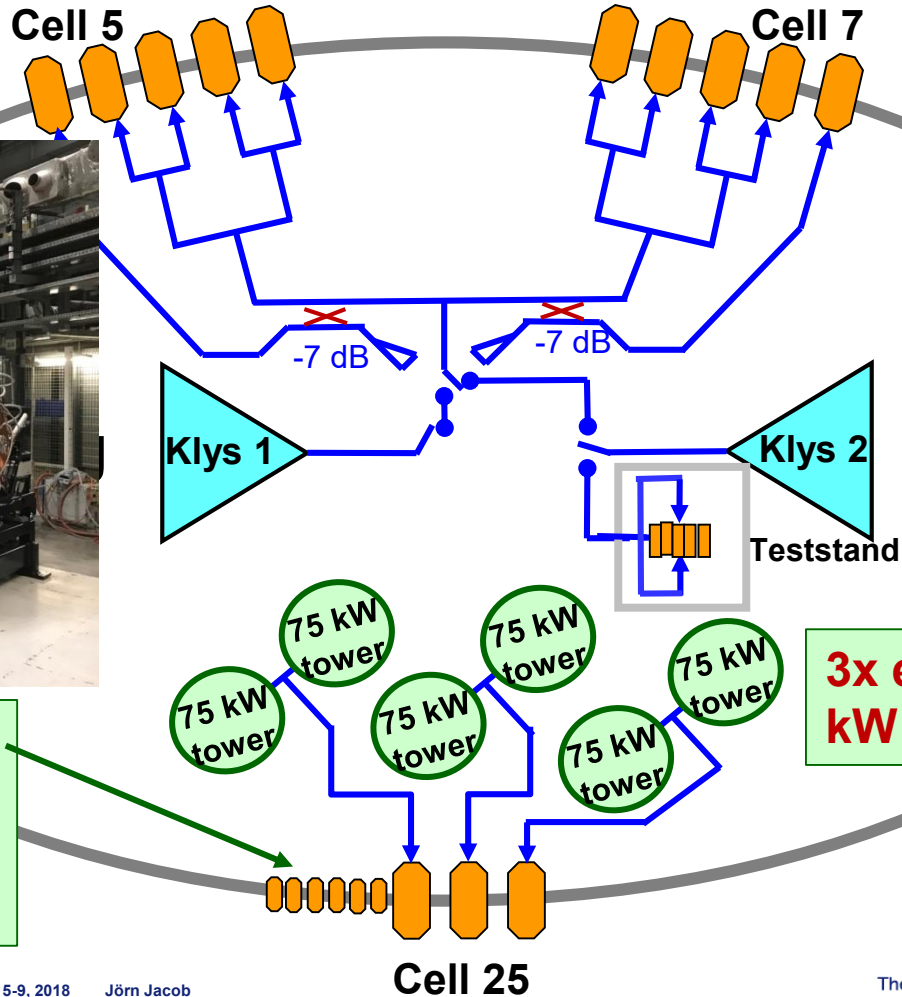 Cell 5
Cell 7
-7 dB
-7 dB
Klys 1
Klys 2
Teststand
75 kW
tower
75 kW
tower
75 kW
tower
75 kW
tower
75 kW
tower
75 kW
tower
3x
kW
Cell 25
5-9, 2018 Jörn Jacob